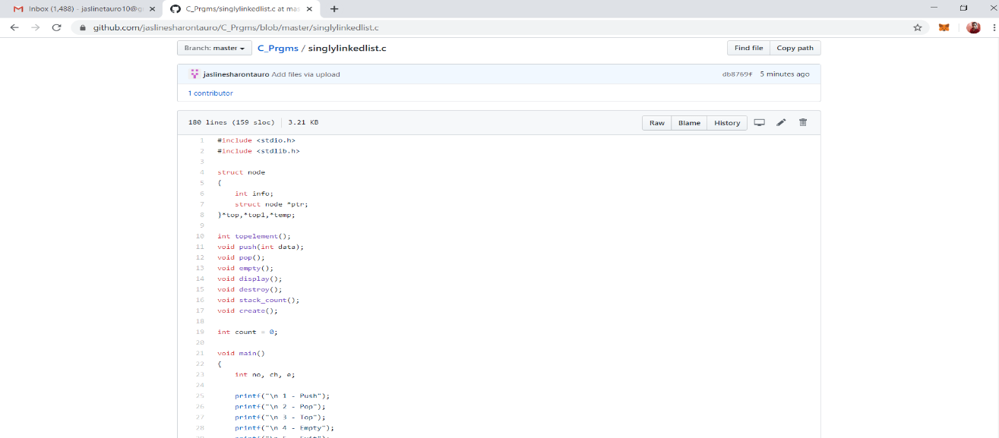 Inbox (1,488) - jaslinetauro10@g
C_Prgms/singlylinkedlist.c at mas
github.com/jaslinesharontauro/C_Prgms/blob/master/singlylinkedlist.c
Branch: master
C_Prgms / singlylinkedlist.c
Find file
Copy path
jaslinesharontauro Add files via upload
db8769f 5 minutes ago
1 contributor
180 lines (159 sloc) 3.21 KB
Raw
Blame
History
1 #include <stdio.h>
2 #include <stdlib.h>
3
4 struct node
5 {
6 int info;
7 struct node *ptr;
8 }*top,*top1,*temp;
9
10 int topelement();
11 void push(int data);
12 void pop();
13 void empty();
14 void display();
15 void destroy();
16 void stack_count();
17 void create();
18
19 int count = 0;
20
21 void main()
22 {
23 int no, ch, e;
24
25 printf("\n 1 - Push");
26 printf("\n 2 - Pop");
27 printf("\n 3 - Top");
28 printf("\n 4 - Empty");